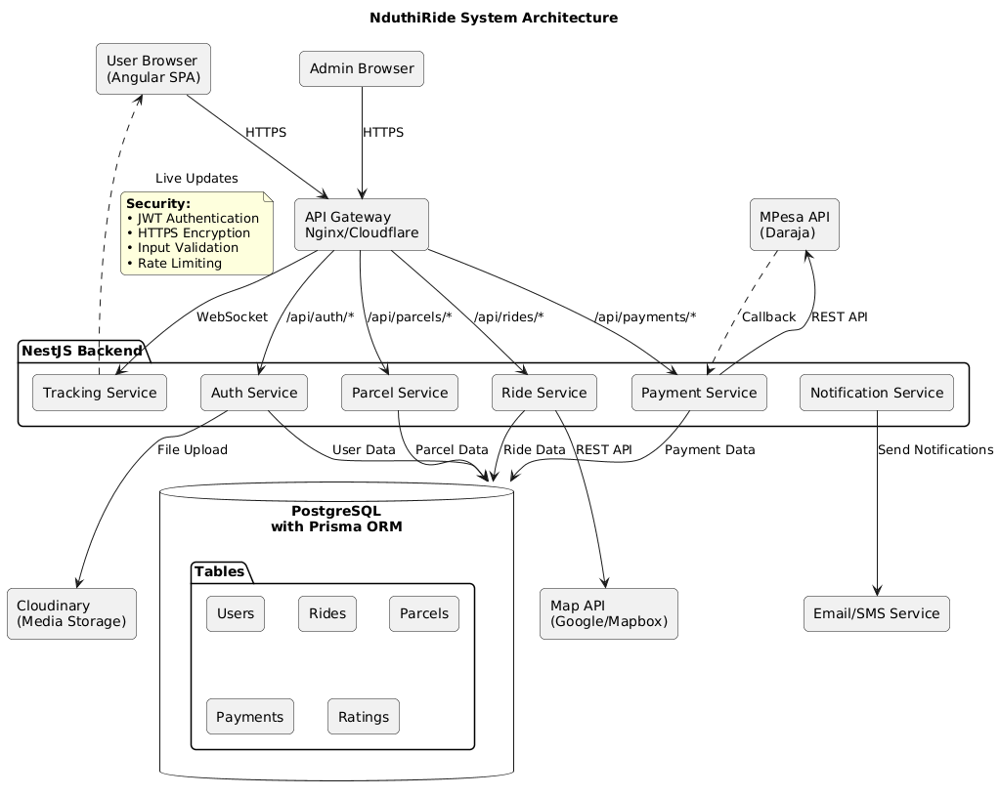 NduthiRide System Architecture
User Browser
(Angular SPA)
Admin Browser
HTTPS
HTTPS
Live Updates
Security:
• JWT Authentication
• HTTPS Encryption
• Input Validation
• Rate Limiting
API Gateway
Nginx/Cloudflare
MPesa API
(Daraja)
WebSocket
/api/auth/*
/api/parcels/*
/api/rides/*
/api/payments/*
Callback
REST API
NestJS Backend
Tracking Service
Auth Service
Parcel Service
Ride Service
Payment Service
Notification Service
File Upload
User Data
Parcel Data
Ride Data
REST API
Payment Data
Send Notifications
PostgreSQL
with Prisma ORM
Tables
Users
Rides
Parcels
Payments
Ratings
Cloudinary
(Media Storage)
Map API
(Google/Mapbox)
Email/SMS Service